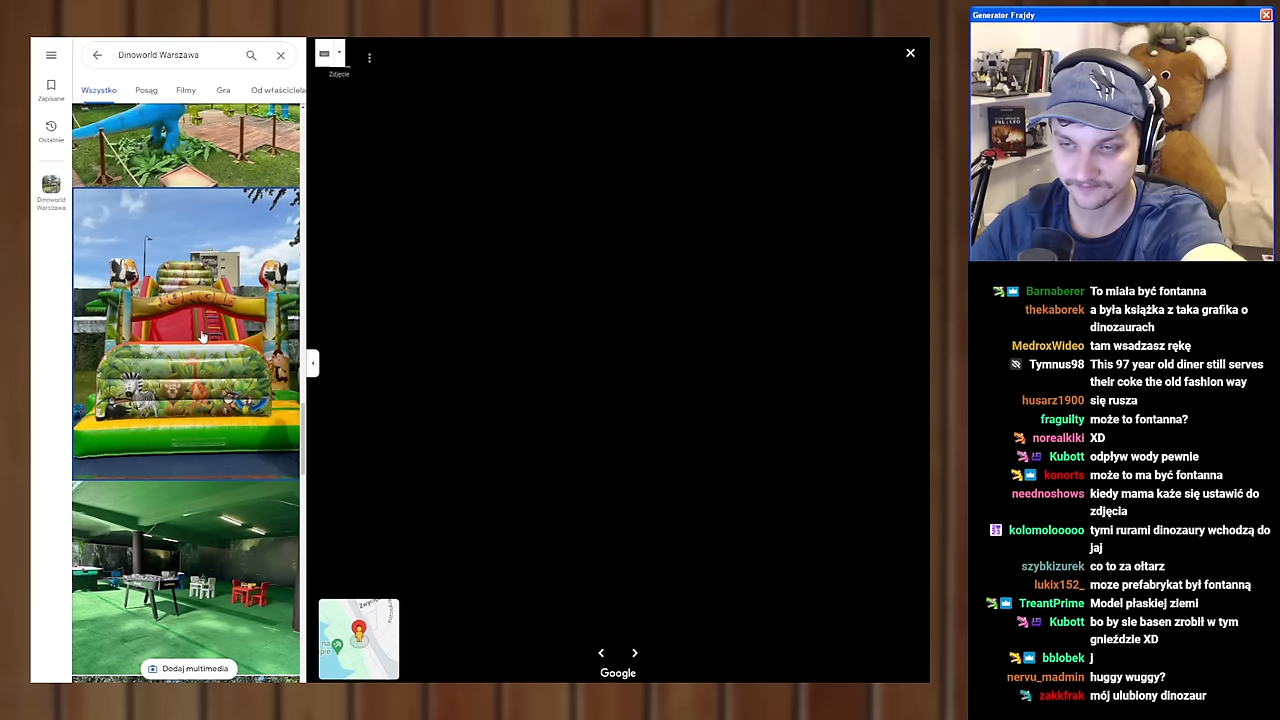 Generator Frajdy
Dinoworld Warszawa
Zapisane
Ostatnie
Dinoworld
Warszawa
Wszystko
Posąg
Filmy
Gra
Od właściciela
JUNGLE
Dodaj multimedia
Zdjęcie
Google
Barnaberer To miała być fontanna
thekaborek a była książka z taka grafika o
dinozaurach
MedroxWideo tam wsadzasz rękę
Tymnus98 This 97 year old diner still serves
their coke the old fashion way
husarz1900 się rusza
fraguilty może to fontanna?
norealkiki XD
Kubott odpływ wody pewnie
konorts może to ma być fontanna
neednoshows kiedy mama każe się ustawić do
zdjęcia
kolomolooooo tymi rurami dinozaury wchodzą do
jaj
szybkizurek co to za ołtarz
lukix152_ moze prefabrykat był fontanną
TreantPrime Model płaskiej ziemi
Kubott bo by sie basen zrobił w tym
gnieździe XD
bblobek j
nervu_madmin huggy wuggy?
zakkfrak mój ulubiony dinozaur